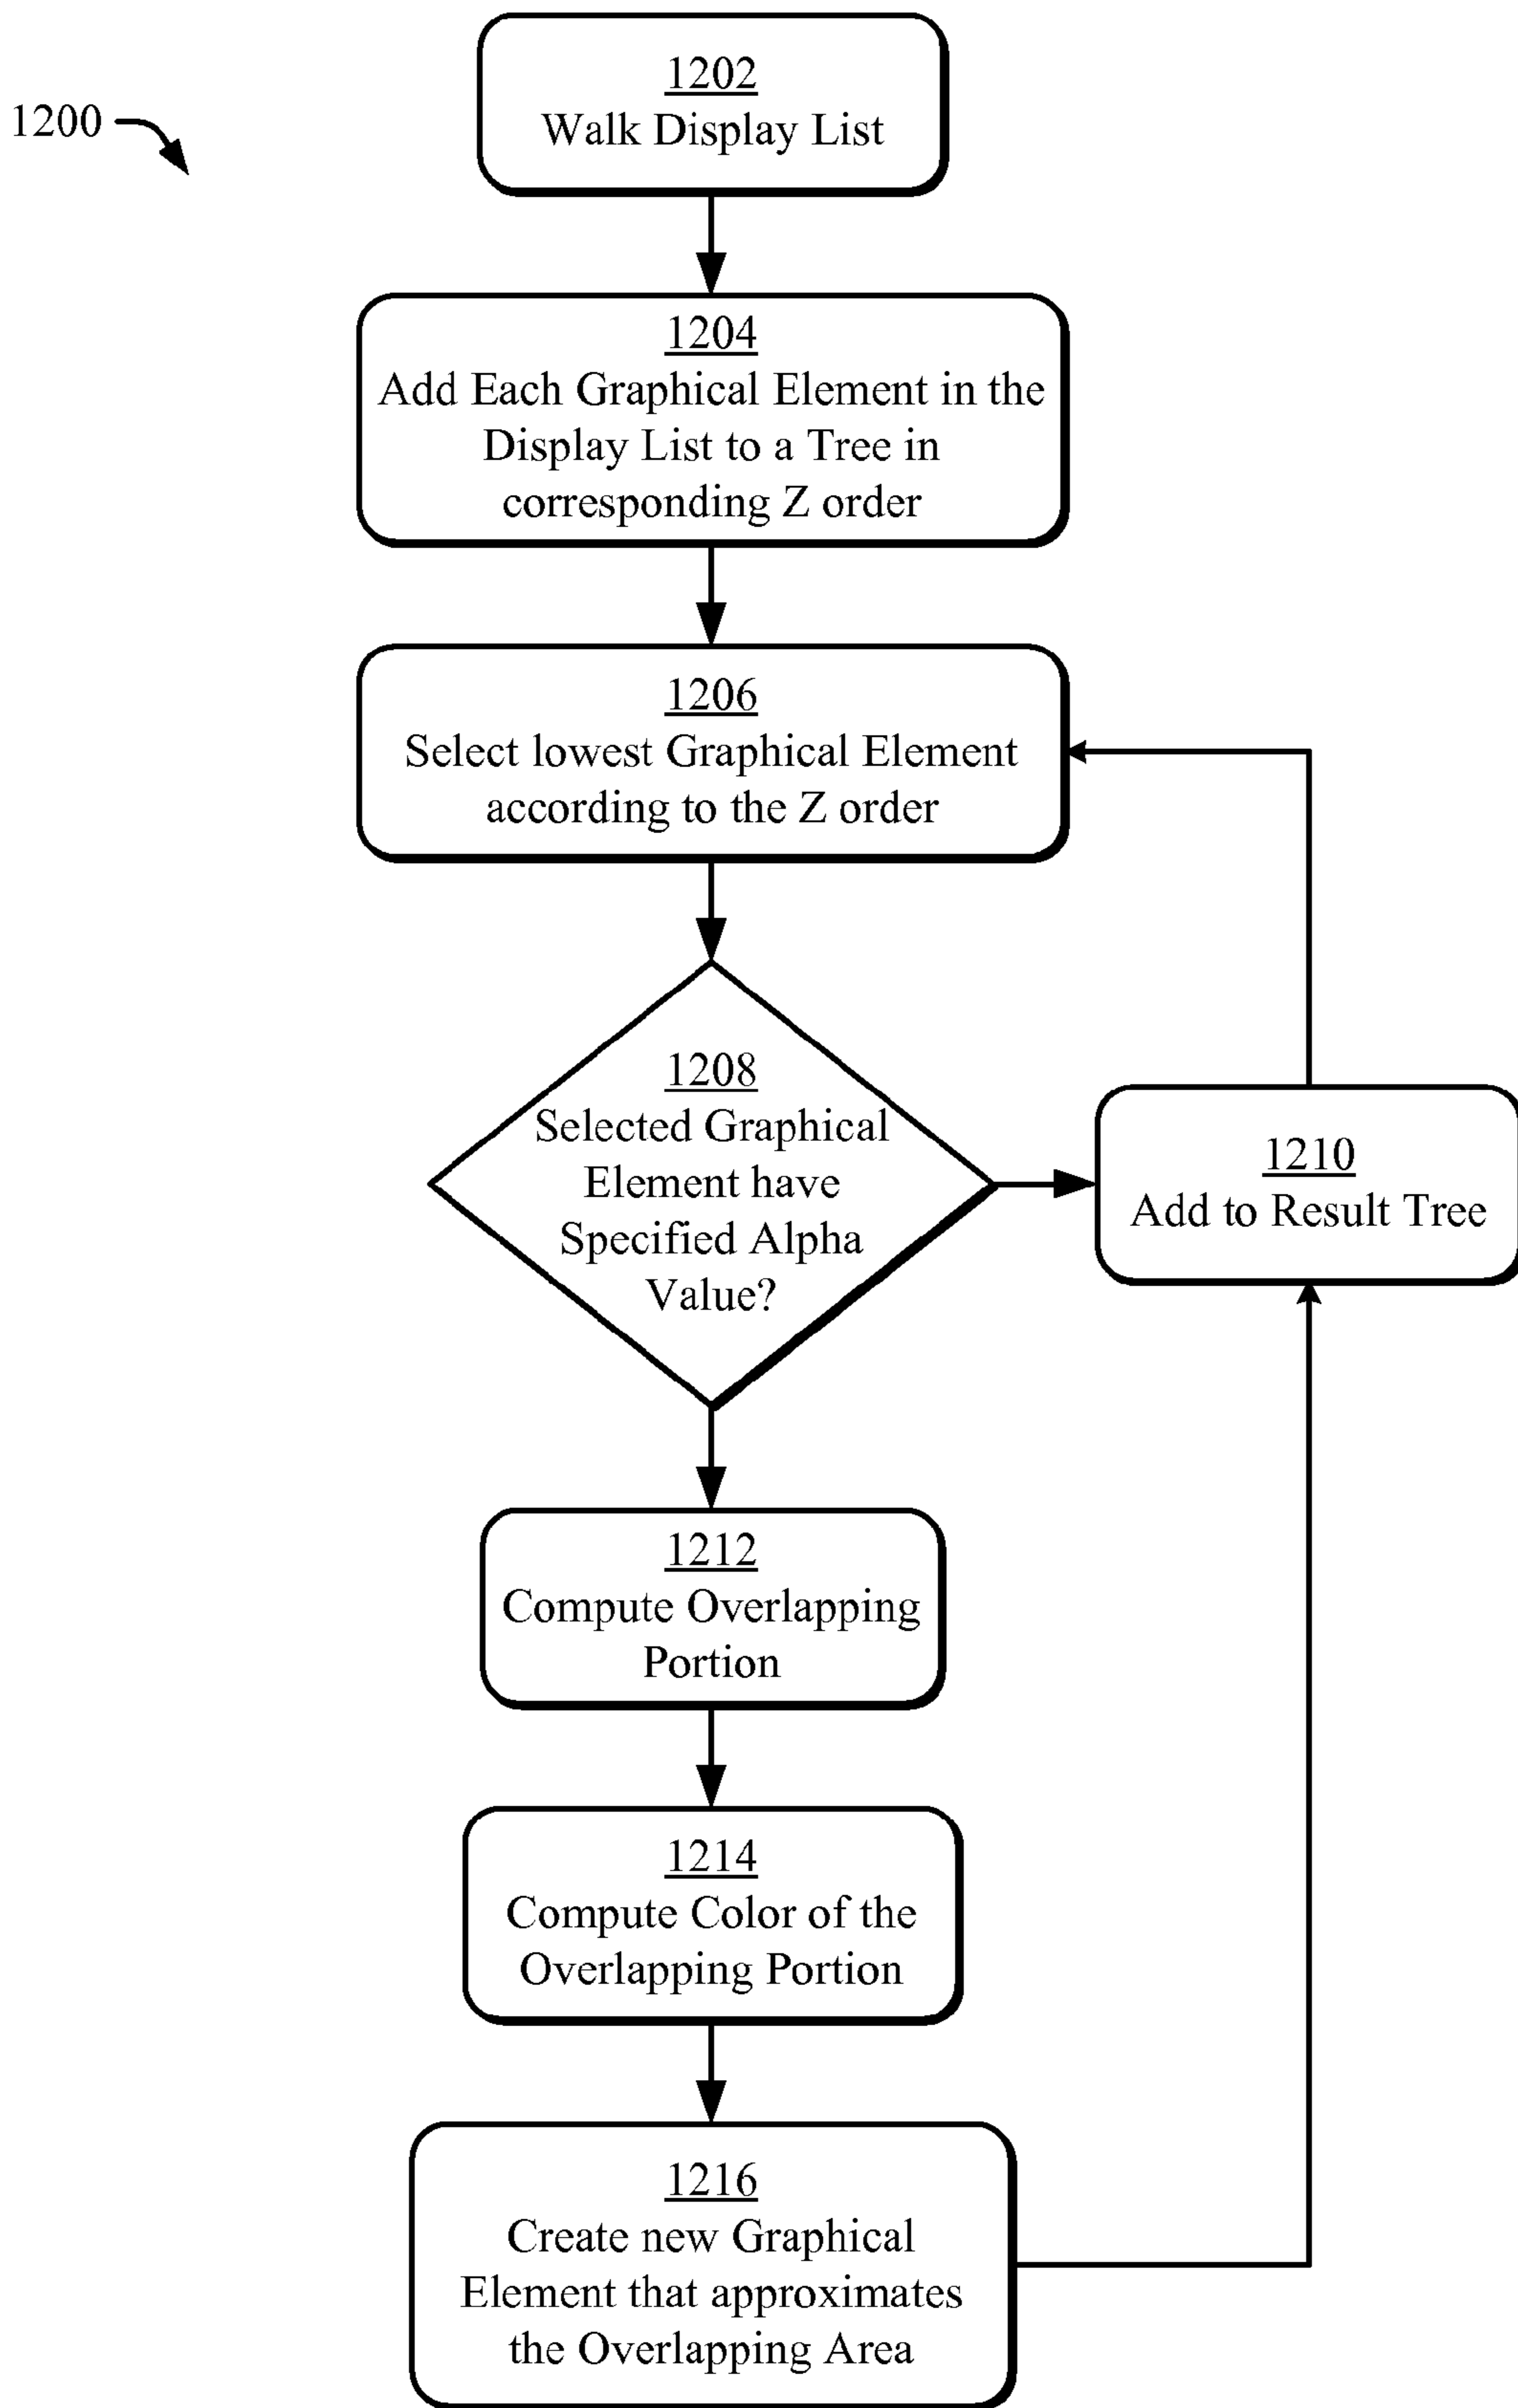 1200
1202
Walk Display List
1204
Add Each Graphical Element in the
Display List to a Tree in
corresponding Z order
1206
Select lowest Graphical Element
according to the Z order
1208
Selected Graphical
Element have
Specified Alpha
Value?
1210
Add to Result Tree
1212
Compute Overlapping
Portion
1214
Compute Color of the
Overlapping Portion
1216
Create new Graphical
Element that approximates
the Overlapping Area